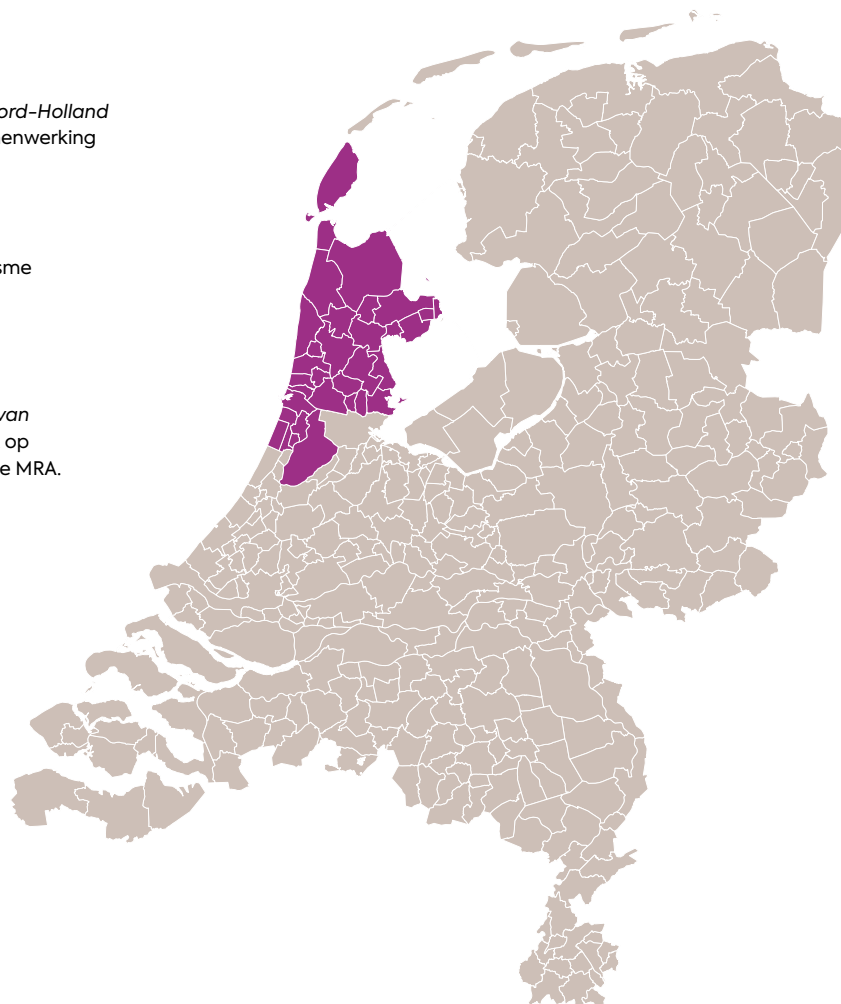 ord-Holland
enwerking
sme
van
op
e MRA.